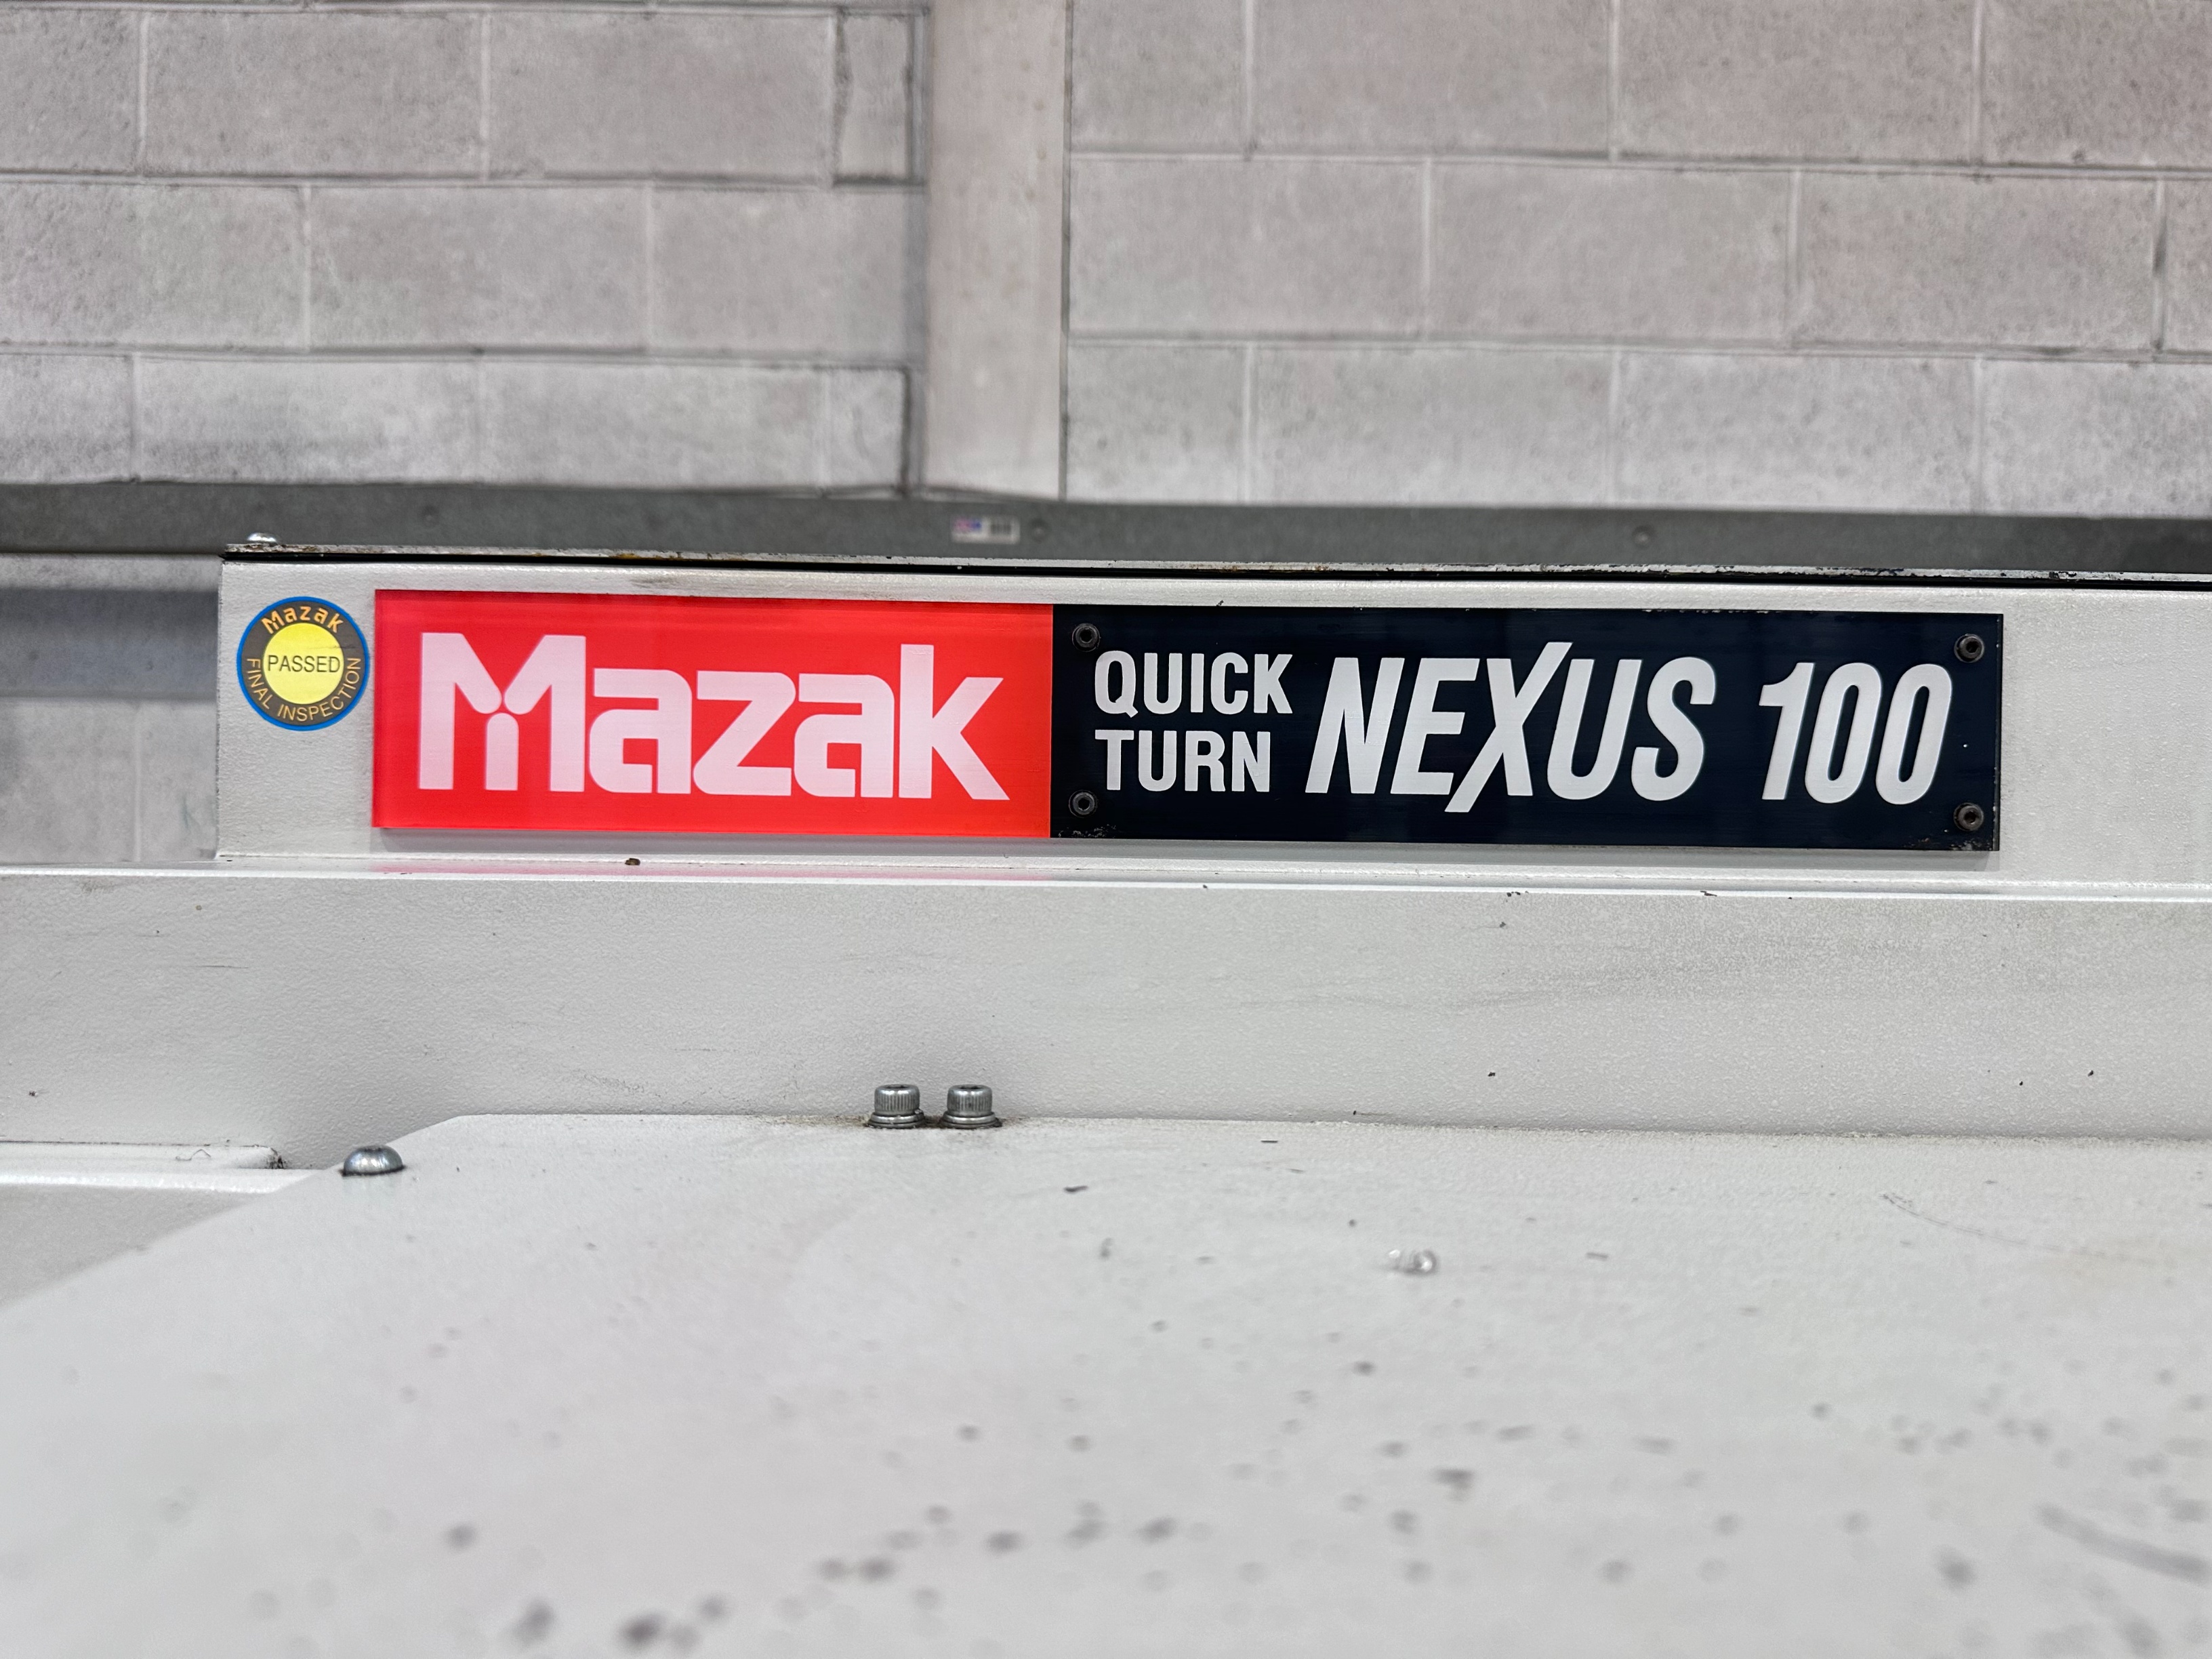 Mazak
PASSED
FINAL INSPECTION
Mazak
QUICK
TURN
NEXUS 100